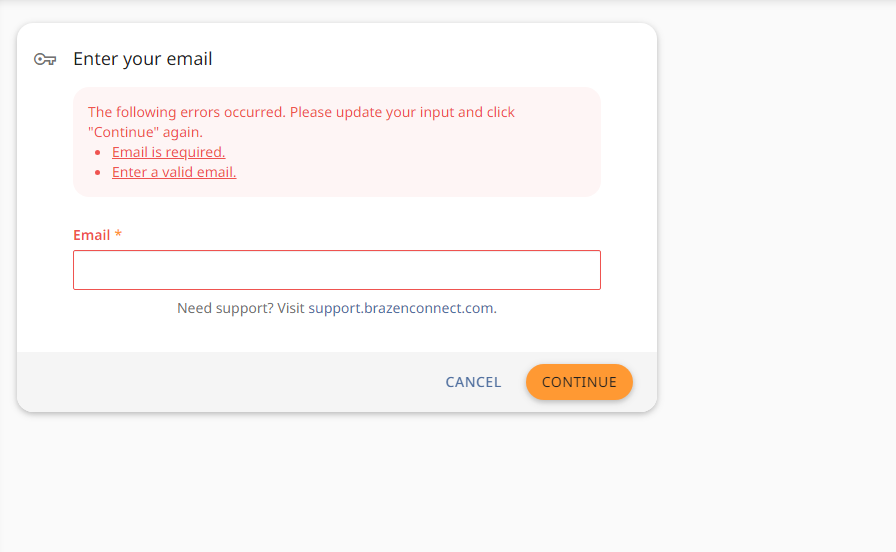 Enter your email
The following errors occurred. Please update your input and click
"Continue" again.
Email is required.
Enter a valid email.
Email *
Need support? Visit support.brazenconnect.com.
CANCEL CONTINUE